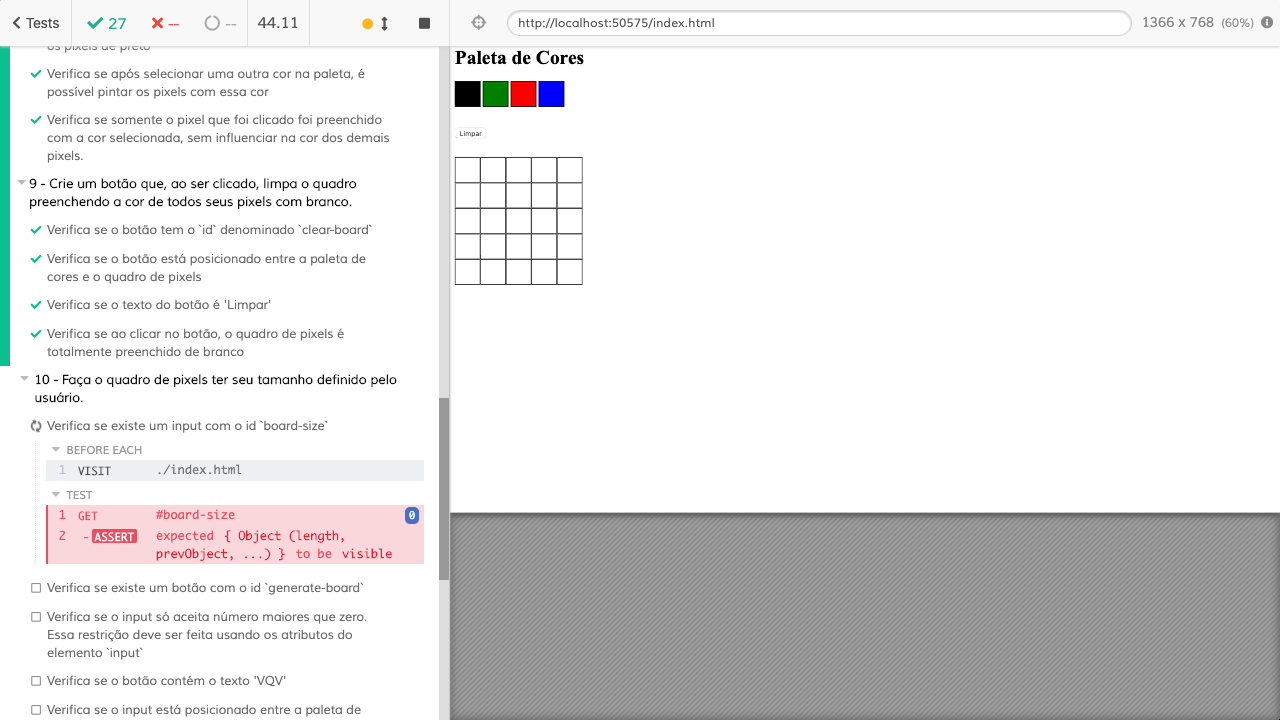 Tests
27
--
--
44.11
http://localhost:50575/index.html
1366 x 768 (60%)
os pixels de preto
Verifica se após selecionar uma outra cor na paleta, é
possível pintar os pixels com essa cor
Verifica se somente o pixel que foi clicado foi preenchido
com a cor selecionada, sem influenciar na cor dos demais
pixels.
9 - Crie um botão que, ao ser clicado, limpa o quadro
preenchendo a cor de todos seus pixels com branco.
Verifica se o botão tem o `id` denominado `clear-board`
Verifica se o botão está posicionado entre a paleta de
cores e o quadro de pixels
Verifica se o texto do botão é 'Limpar'
Verifica se ao clicar no botão, o quadro de pixels é
totalmente preenchido de branco
10 - Faça o quadro de pixels ter seu tamanho definido pelo
usuário.
Verifica se existe um input com o id `board-size`
BEFORE EACH
1 VISIT ./index.html
TEST
1 GET #board-size 0
2 -ASSERT expected { Object (length,
prevObject, ...) } to be visible
Verifica se existe um botão com o id `generate-board`
Verifica se o input só aceita número maiores que zero.
Essa restrição deve ser feita usando os atributos do
elemento `input`
Verifica se o botão contém o texto 'VQV'
Verifica se o input está posicionado entre a paleta de
Paleta de Cores
Limpar